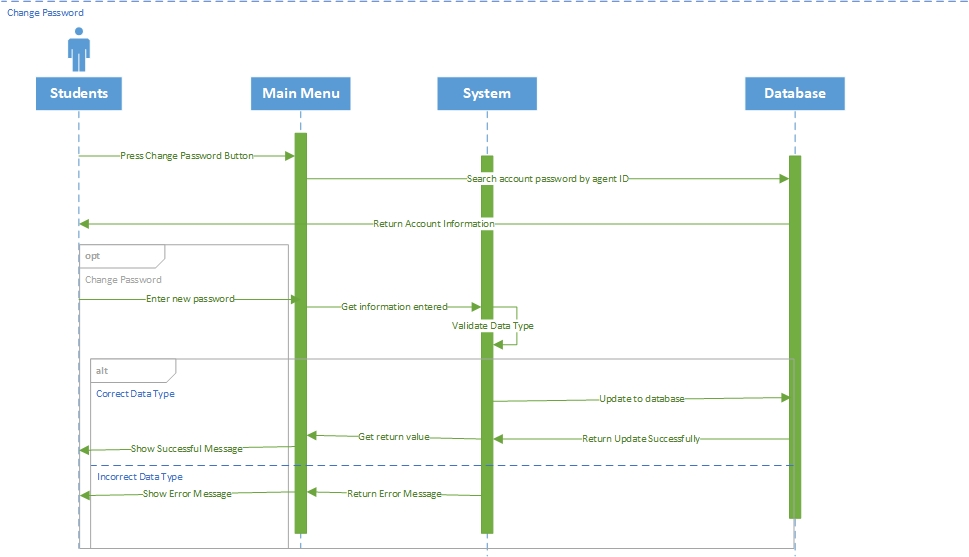 Change Password
Students
Main Menu
System
Database
Press Change Password Button
Search account password by agent ID
Return Account Information
opt
Change Password
Enter new password
Get information entered
Validate Data Type
alt
Correct Data Type
Update to database
Get return value
Return Update Successfully
Show Successful Message
Incorrect Data Type
Show Error Message
Return Error Message